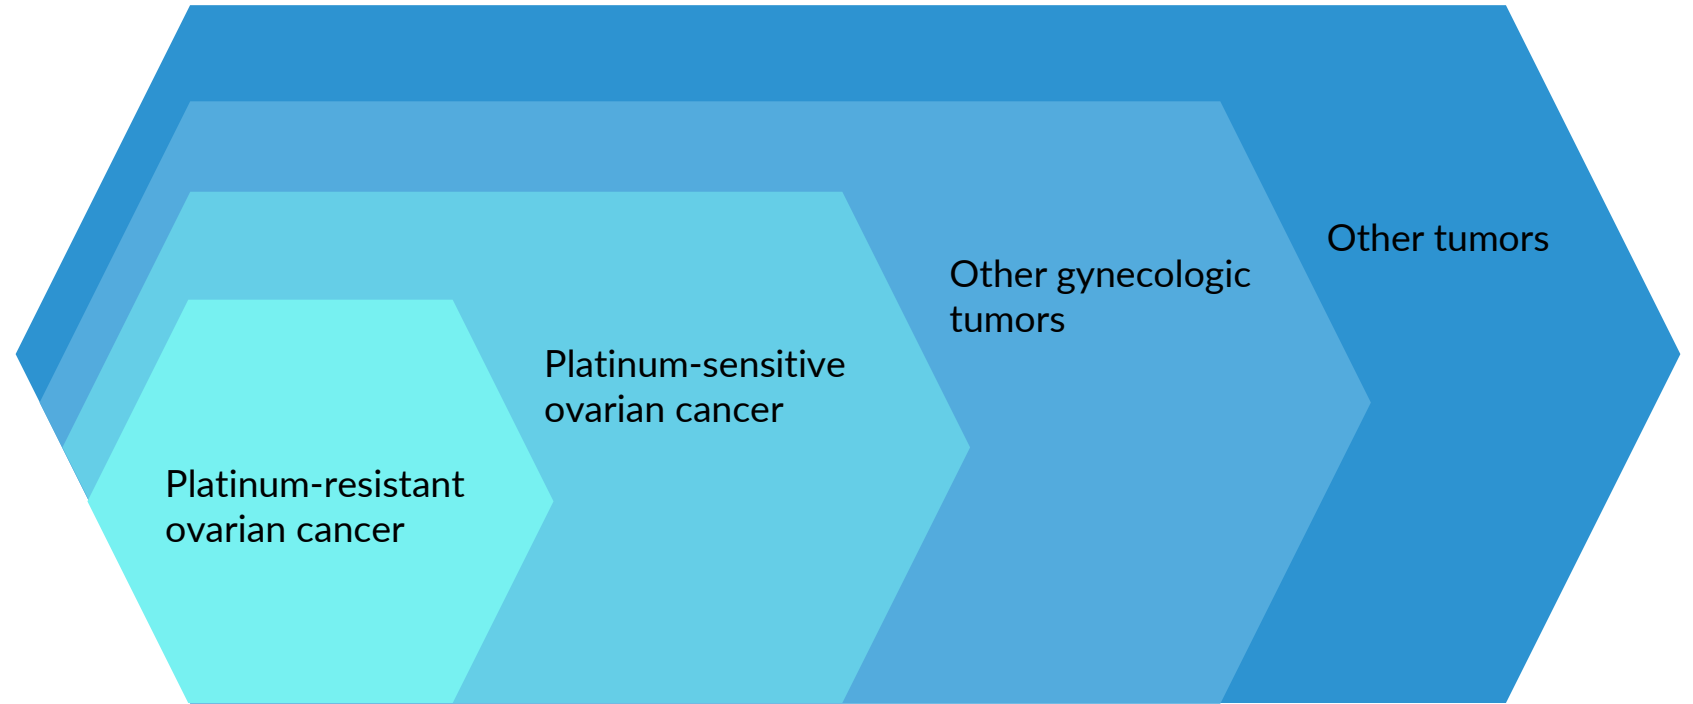 Platinum-resistant
ovarian cancer
Platinum-sensitive
ovarian cancer
Other gynecologic
tumors
Other tumors